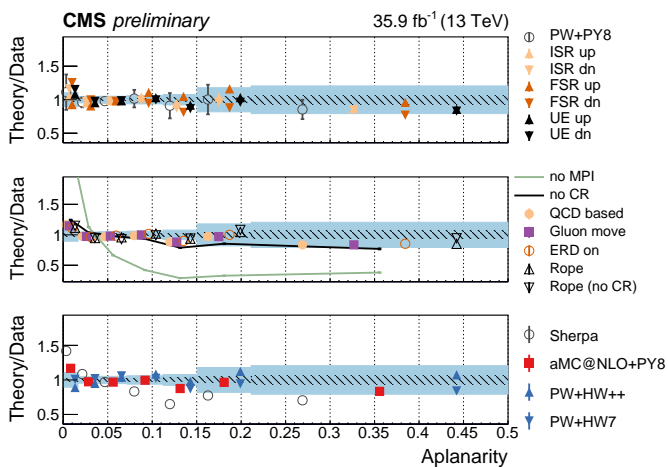 CMS preliminary 35.9 fb⁻¹ (13 TeV)
Theory/Data
1.5
1
0.5
PW+PY8
ISR up
ISR dn
FSR up
FSR dn
UE up
UE dn
Theory/Data
1.5
1
0.5
no MPI
no CR
QCD based
Gluon move
ERD on
Rope
Rope (no CR)
Theory/Data
1.5
1
0.5
Sherpa
aMC@NLO+PY8
PW+HW++
PW+HW7
0 0.05 0.1 0.15 0.2 0.25 0.3 0.35 0.4 0.45 0.5
Aplanarity